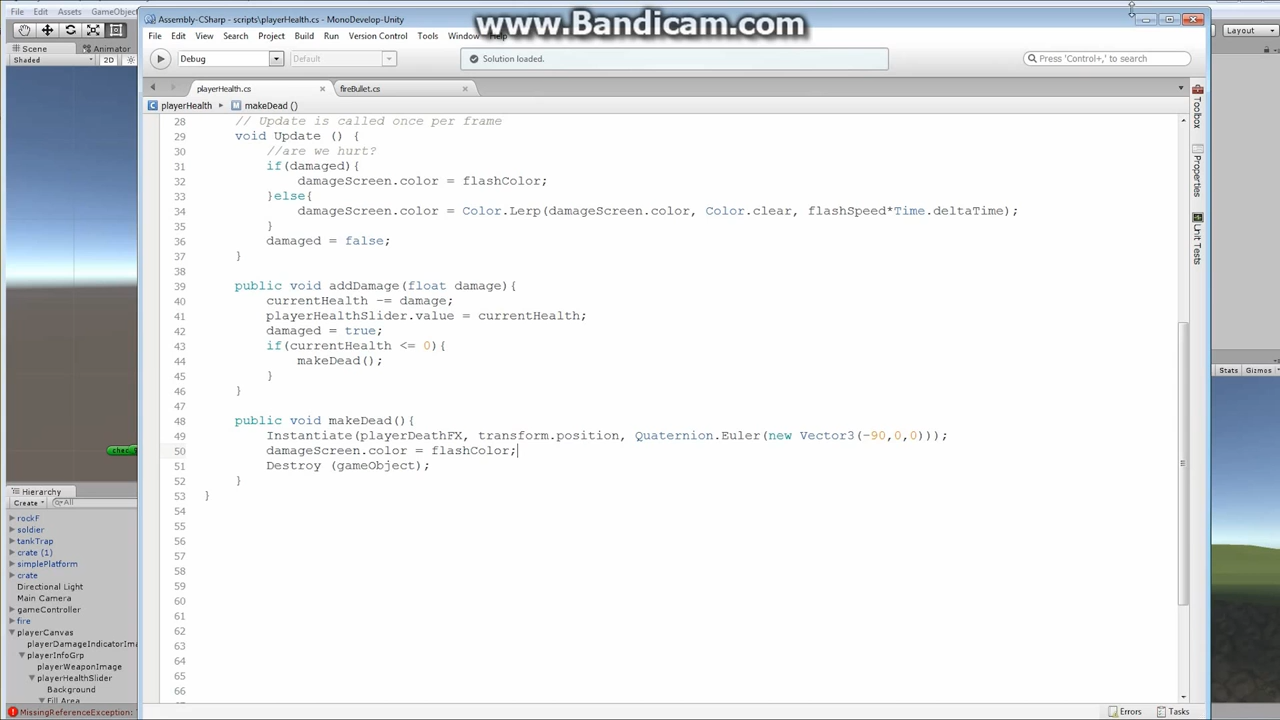 www.Bandicam.com
File Edit Assets GameObject
Assembly-CSharp - scripts\playerHealth.cs - MonoDevelop-Unity
File Edit View Search Project Build Run Version Control Tools Window Help
Layout
Scene Animator
Shaded 2D
Debug Default
Solution loaded.
Press 'Control+,' to search
playerHealth.cs fireBullet.cs
playerHealth makeDead ()
Toolbox
Properties
Unit Tests
28 // Update is called once per frame
29 void Update () {
30 //are we hurt?
31 if(damaged){
32 damageScreen.color = flashColor;
33 }else{
34 damageScreen.color = Color.Lerp(damageScreen.color, Color.clear, flashSpeed*Time.deltaTime);
35 }
36 damaged = false;
37 }
38
39 public void addDamage(float damage){
40 currentHealth -= damage;
41 playerHealthSlider.value = currentHealth;
42 damaged = true;
43 if(currentHealth <= 0){
44 makeDead();
45 }
46 }
47
48 public void makeDead(){
49 Instantiate(playerDeathFX, transform.position, Quaternion.Euler(new Vector3(-90,0,0)));
50 damageScreen.color = flashColor;
51 Destroy (gameObject);
52 }
53 }
54
55
56
57
58
59
60
61
62
63
64
65
66
Stats Gizmos
Hierarchy
Create All
rockF
soldier
tankTrap
crate (1)
simplePlatform
crate
Directional Light
Main Camera
gameController
fire
playerCanvas
playerDamageIndicatorIma
playerInfoGrp
playerWeaponImage
playerHealthSlider
Background
Fill Area
MissingReferenceException:
Errors Tasks